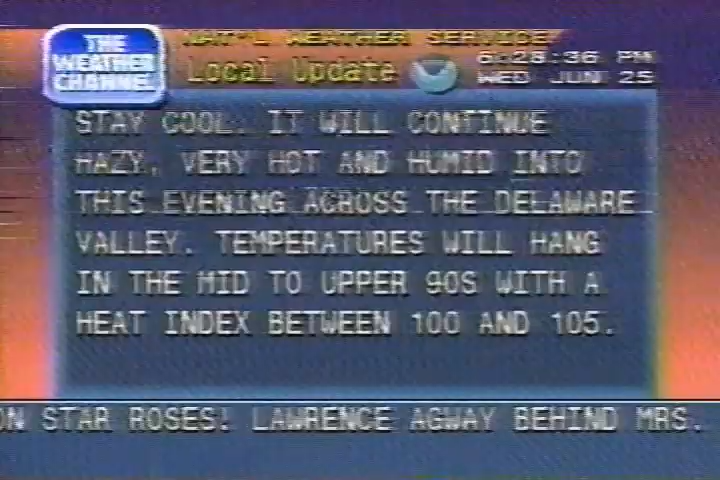 THE
WEATHER
CHANNEL
NAT'L WEATHER SERVICE
Local Update
6:28:36 PM
WED JUN 25
STAY COOL. IT WILL CONTINUE
HAZY, VERY HOT AND HUMID INTO
THIS EVENING ACROSS THE DELAWARE
VALLEY. TEMPERATURES WILL HANG
IN THE MID TO UPPER 90S WITH A
HEAT INDEX BETWEEN 100 AND 105.
ON STAR ROSES! LAWRENCE AGWAY BEHIND MRS.